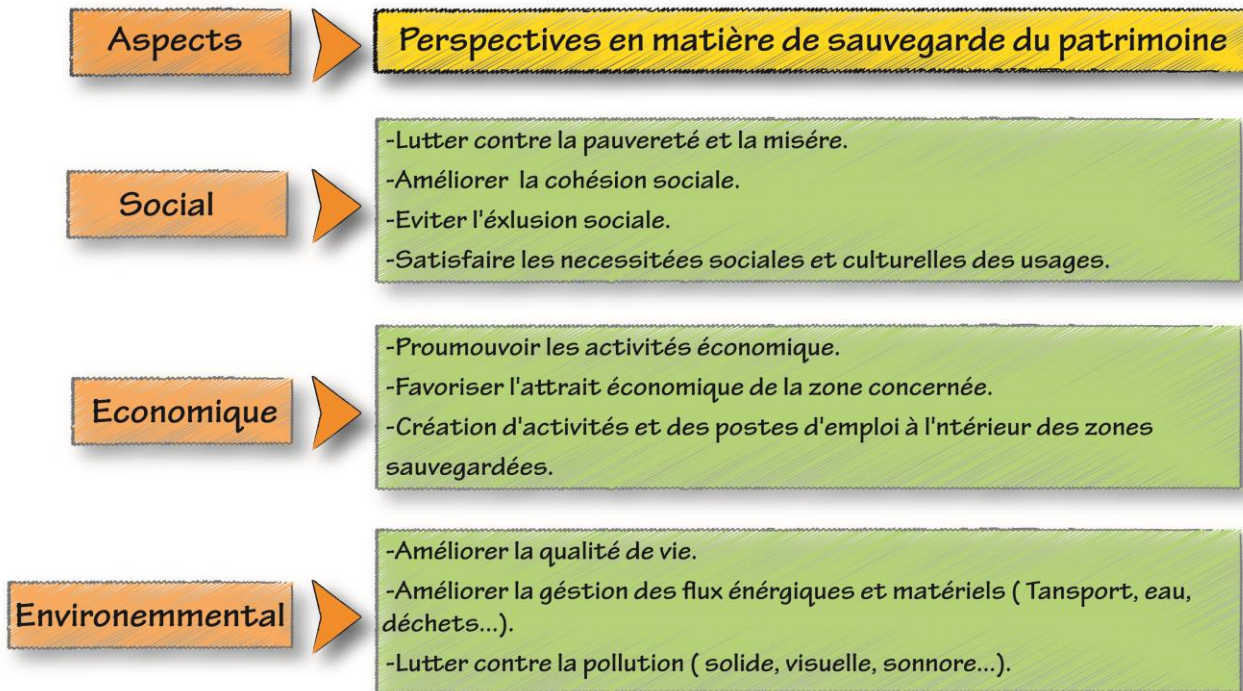 Aspects
Perspectives en matière de sauvegarde du patrimoine
Social
-Lutter contre la pauvereté et la misére.
-Améliorer la cohésion sociale.
-Eviter l'éxlusion sociale.
-Satisfaire les necessitées sociales et culturelles des usages.
Economique
-Proumouvoir les activités économique.
-Favoriser l'attrait économique de la zone concernée.
-Création d'activités et des postes d'emploi à l'ntérieur des zones
sauvegardées.
Environemmental
-Améliorer la qualité de vie.
-Améliorer la géstion des flux énérgiques et matériels ( Tansport, eau,
déchets...).
-Lutter contre la pollution ( solide, visuelle, sonnore...).